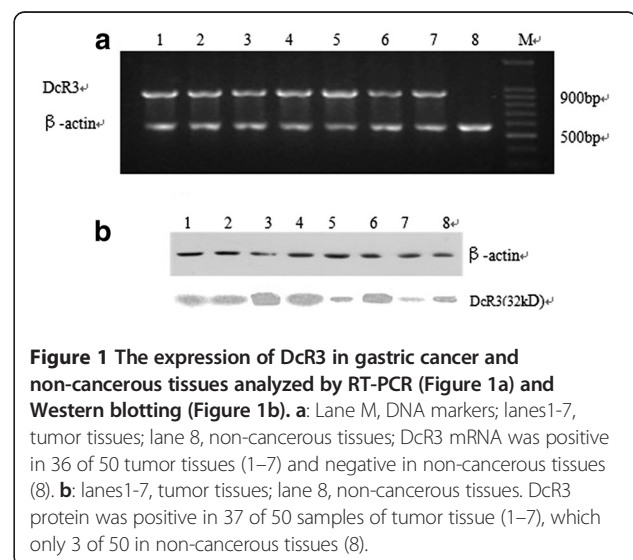 a
1 2 3 4 5 6 7 8 M↵
DcR3↵
900bp↵
β-actin↵
500bp↵
b
1 2 3 4 5 6 7 8↵
β-actin↵
DcR3(32kD)↵
Figure 1 The expression of DcR3 in gastric cancer and
non-cancerous tissues analyzed by RT-PCR (Figure 1a) and
Western blotting (Figure 1b). a: Lane M, DNA markers; lanes1-7,
tumor tissues; lane 8, non-cancerous tissues; DcR3 mRNA was positive
in 36 of 50 tumor tissues (1–7) and negative in non-cancerous tissues
(8). b: lanes1-7, tumor tissues; lane 8, non-cancerous tissues. DcR3
protein was positive in 37 of 50 samples of tumor tissue (1–7), which
only 3 of 50 in non-cancerous tissues (8).